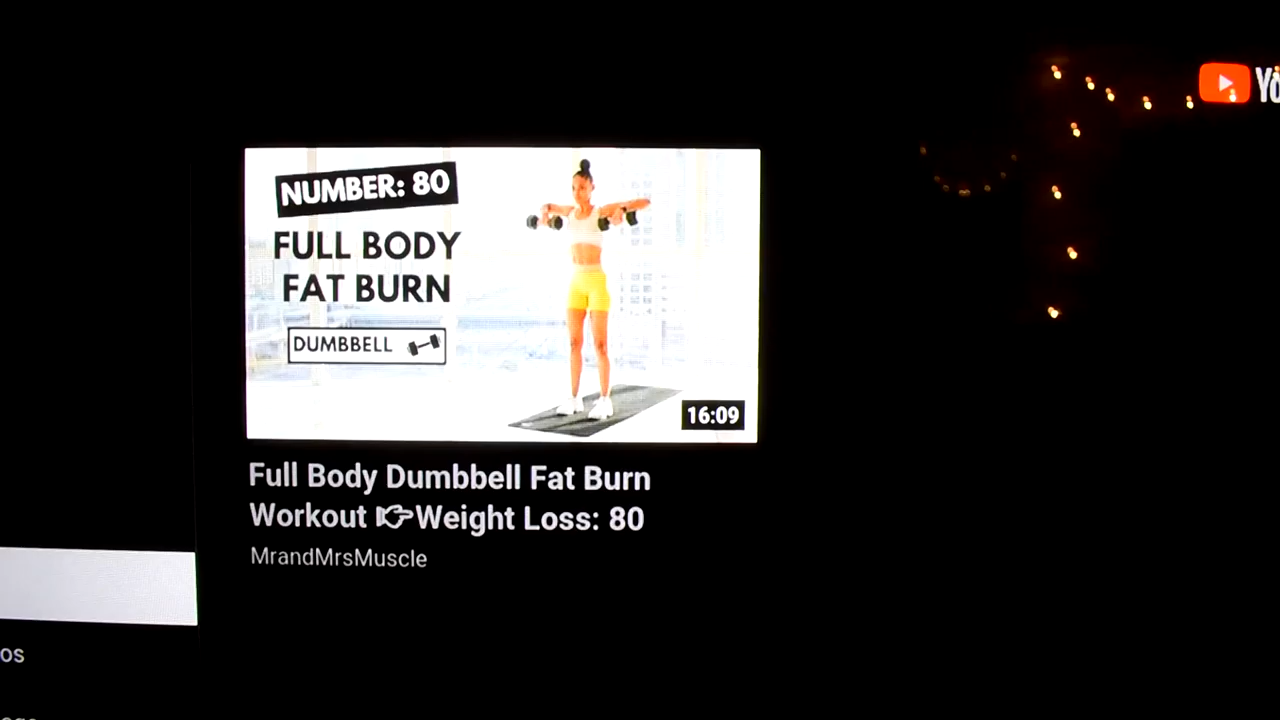 NUMBER: 80
FULL BODY
FAT BURN
DUMBBELL
16:09
Full Body Dumbbell Fat Burn
Workout 👉Weight Loss: 80
MrandMrsMuscle
os